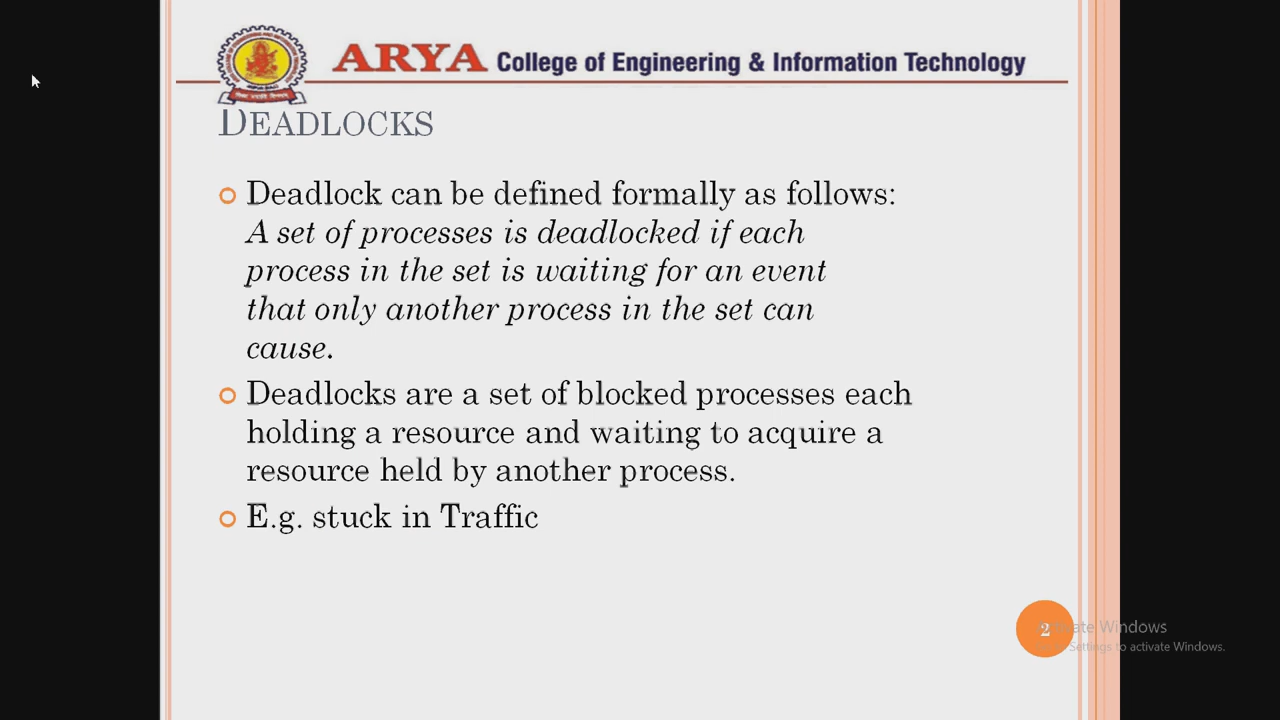 ARYA College of Engineering & Information Technology
DEADLOCKS
Deadlock can be defined formally as follows:
A set of processes is deadlocked if each
process in the set is waiting for an event
that only another process in the set can
cause.
Deadlocks are a set of blocked processes each
holding a resource and waiting to acquire a
resource held by another process.
E.g. stuck in Traffic
2
Activate Windows
Settings to activate Windows.